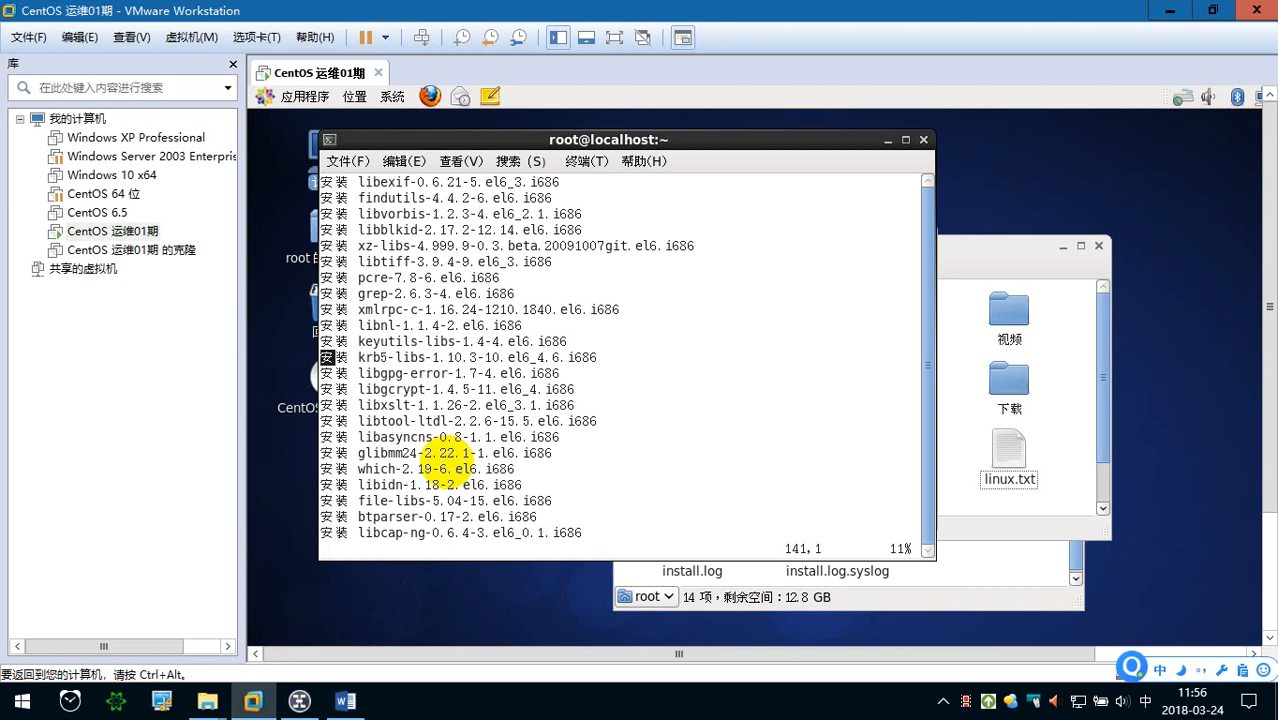 CentOS 运维01期 - VMware Workstation
文件(F) 编辑(E) 查看(V) 虚拟机(M) 选项卡(T) 帮助(H)
库
在此处键入内容进行搜索
我的计算机
Windows XP Professional
Windows Server 2003 Enterpris
Windows 10 x64
CentOS 64 位
CentOS 6.5
CentOS 运维01期
CentOS 运维01期 的克隆
共享的虚拟机
CentOS 运维01期
应用程序 位置 系统
root 的
CentOS
root@localhost:~
文件(F) 编辑(E) 查看(V) 搜索 (S) 终端(T) 帮助(H)
安装 libexif-0.6.21-5.el6_3.i686
安装 findutils-4.4.2-6.el6.i686
安装 libvorbis-1.2.3-4.el6_2.1.i686
安装 libblkid-2.17.2-12.14.el6.i686
安装 xz-libs-4.999.9-0.3.beta.20091007git.el6.i686
安装 libtiff-3.9.4-9.el6_3.i686
安装 pcre-7.8-6.el6.i686
安装 grep-2.6.3-4.el6.i686
安装 xmlrpc-c-1.16.24-1210.1840.el6.i686
安装 libnl-1.1.4-2.el6.i686
安装 keyutils-libs-1.4-4.el6.i686
安装 krb5-libs-1.10.3-10.el6_4.6.i686
安装 libgpg-error-1.7-4.el6.i686
安装 libgcrypt-1.4.5-11.el6_4.i686
安装 libxslt-1.1.26-2.el6_3.1.i686
安装 libtool-ltdl-2.2.6-15.5.el6.i686
安装 libasyncns-0.8-1.1.el6.i686
安装 glibmm24-2.22.1-1.el6.i686
安装 which-2.19-6.el6.i686
安装 libidn-1.18-2.el6.i686
安装 file-libs-5.04-15.el6.i686
安装 btparser-0.17-2.el6.i686
安装 libcap-ng-0.6.4-3.el6_0.1.i686
141,1 11%
视频
下载
linux.txt
install.log install.log.syslog
root 14 项，剩余空间：12.8 GB
要返回到您的计算机，请按 Ctrl+Alt。
中
中 11:56
2018-03-24